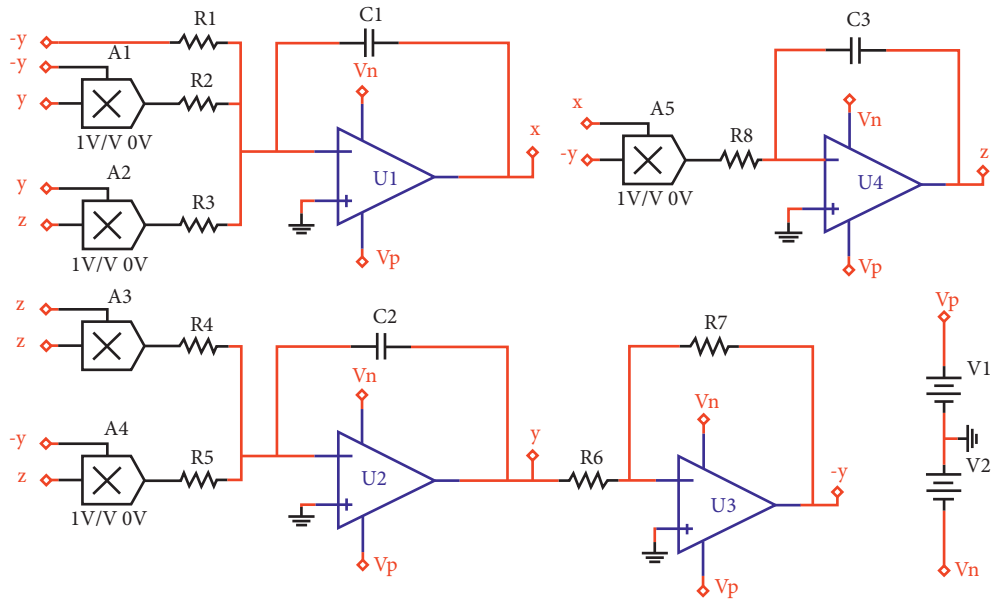 R1
C1
-y
-y
A1
R2
y
1V/V 0V
Vn
x
U1
A2
y
R3
z
1V/V 0V
Vp
C3
x
A5
Vn
-y
R8
z
U4
1V/V 0V
Vp
z
A3
R4
z
C2
R7
Vn
Vn
-y
A4
y
R5
R6
z
U2
-y
U3
1V/V 0V
Vp
Vp
Vp
V1
V2
Vn